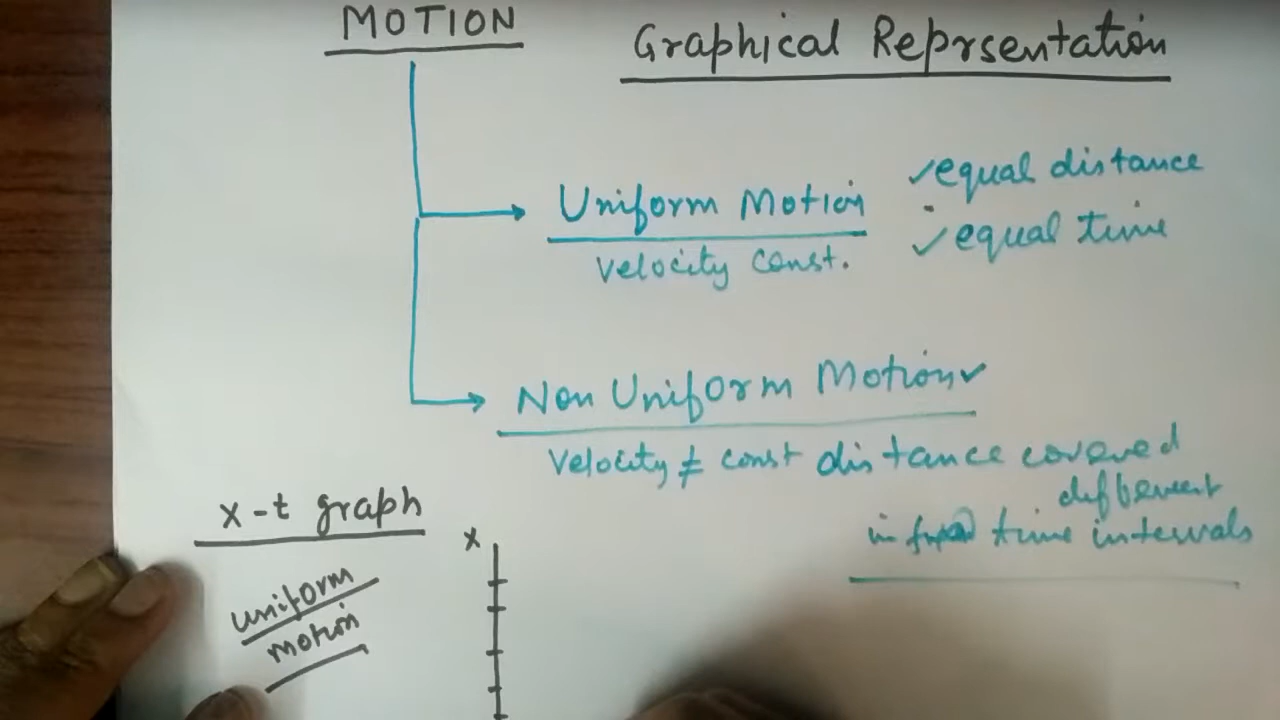 MOTION
Graphical Reprsentation
Uniform Motion
✓equal distance
✓equal time
Velocity const.
Non Uniform Motion✓
Velocity ≠ const distance covered
different
in time intervals
x-t graph
x
uniform
motion